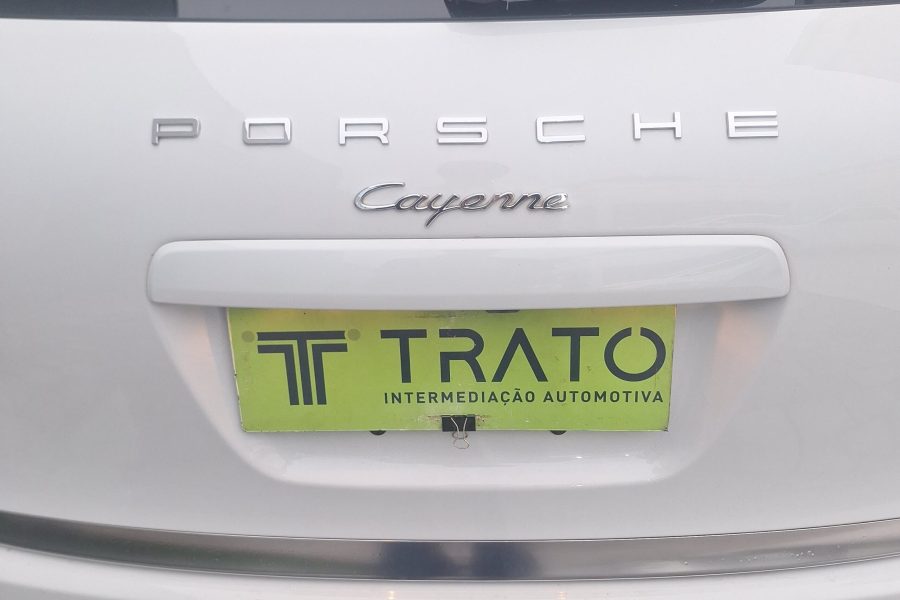 PORSCHE
Cayenne
TRATO
INTERMEDIAÇÃO AUTOMOTIVA